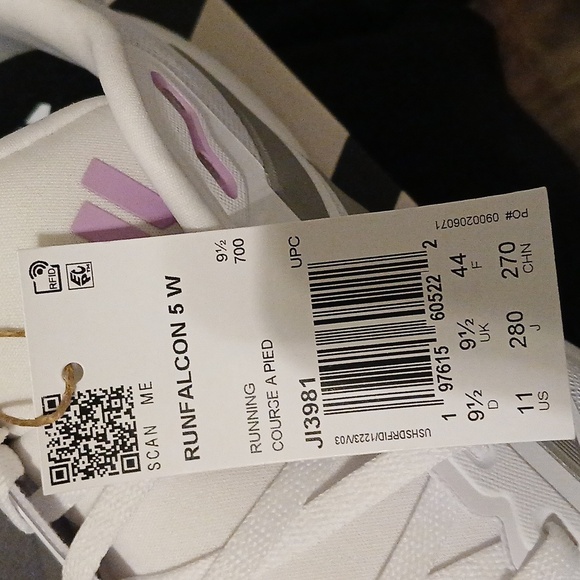 RFID
SCAN ME
RUNFALCON 5 W
9½
700
RUNNING
COURSE A PIED
JI3981
UPC
1 97615 60522 2
USHSDRFID/1223/V03
PO# 0900206071
9½ D
9½ UK
44 F
11 US
280 J
270 CHN